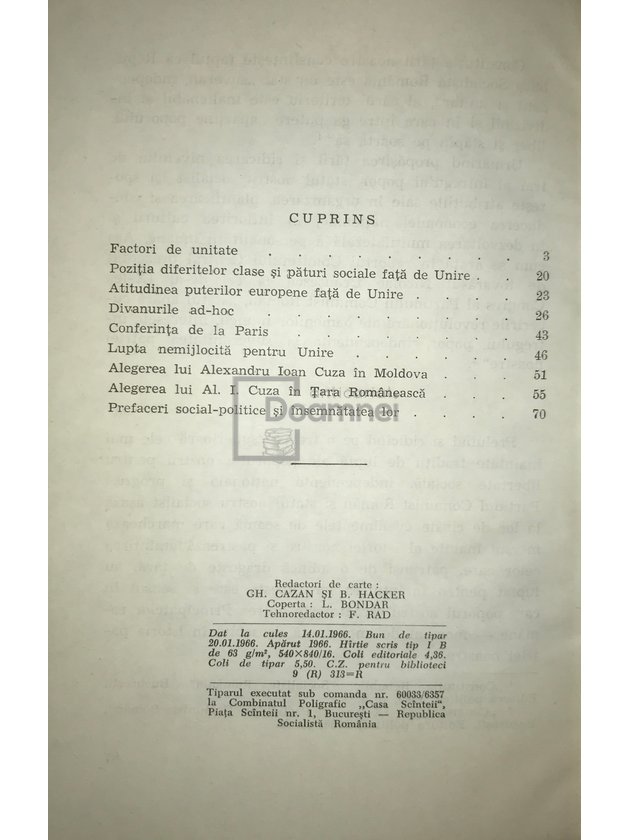 CUPRINS
Factori de unitate . . . . . . . . . 3
Poziția diferitelor clase și pături sociale față de Unire . . 20
Atitudinea puterilor europene față de Unire . . . . 23
Divanurile ad-hoc . . . . . . . . . 26
Conferința de la Paris . . . . . . . . 43
Lupta nemijlocită pentru Unire . . . . . . 46
Alegerea lui Alexandru Ioan Cuza în Moldova . . . 51
Alegerea lui Al. I. Cuza în Țara Românească . . . 55
Prefaceri social-politice și însemnătatea lor . . . . 70
Doamnei
Redactori de carte :
GH. CAZAN ȘI B. HACKER
Coperta : L. BONDAR
Tehnoredactor : F. RAD
Dat la cules 14.01.1966. Bun de tipar
20.01.1966. Apărut 1966. Hîrtie scris tip I B
de 63 g/m², 540×840/16. Coli editoriale 4,36.
Coli de tipar 5,50. C.Z. pentru biblioteci
9 (R) 313=R
Tiparul executat sub comanda nr. 60033/6357
la Combinatul Poligrafic „Casa Scînteii",
Piața Scînteii nr. 1, București — Republica
Socialistă România